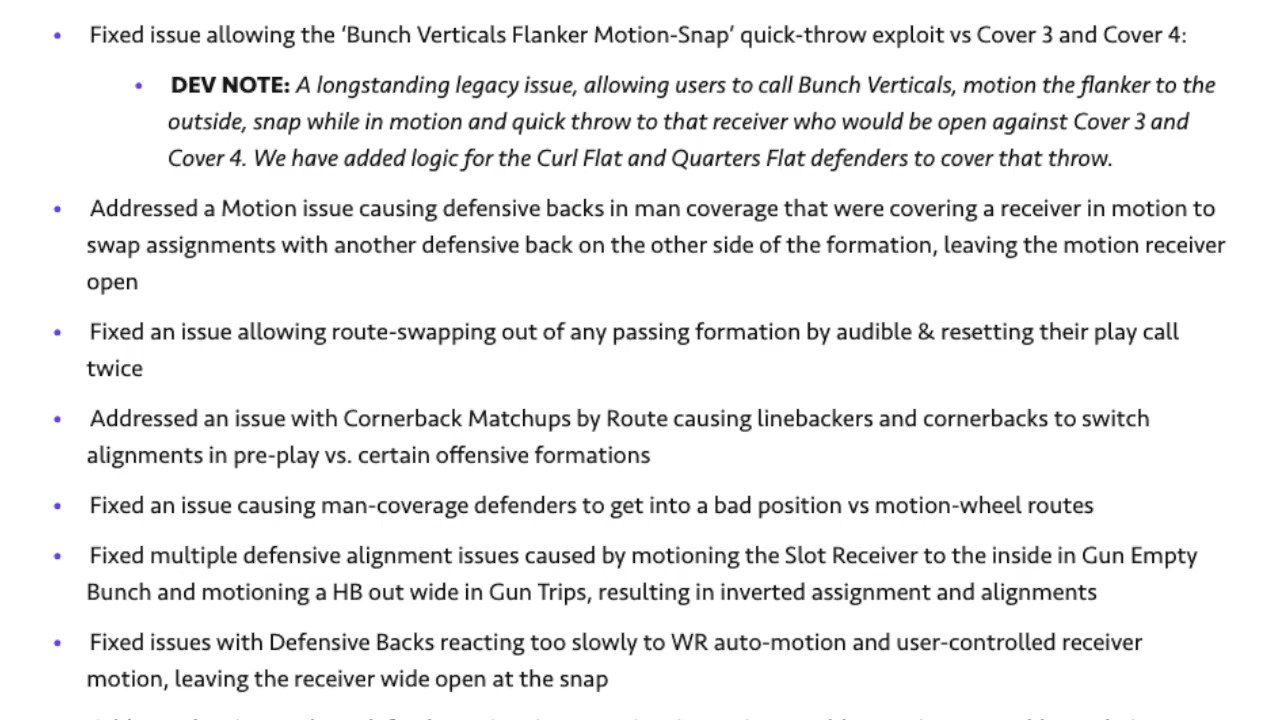 • Fixed issue allowing the ‘Bunch Verticals Flanker Motion-Snap’ quick-throw exploit vs Cover 3 and Cover 4:
• DEV NOTE: A longstanding legacy issue, allowing users to call Bunch Verticals, motion the flanker to the
outside, snap while in motion and quick throw to that receiver who would be open against Cover 3 and
Cover 4. We have added logic for the Curl Flat and Quarters Flat defenders to cover that throw.
• Addressed a Motion issue causing defensive backs in man coverage that were covering a receiver in motion to
swap assignments with another defensive back on the other side of the formation, leaving the motion receiver
open
• Fixed an issue allowing route-swapping out of any passing formation by audible & resetting their play call
twice
• Addressed an issue with Cornerback Matchups by Route causing linebackers and cornerbacks to switch
alignments in pre-play vs. certain offensive formations
• Fixed an issue causing man-coverage defenders to get into a bad position vs motion-wheel routes
• Fixed multiple defensive alignment issues caused by motioning the Slot Receiver to the inside in Gun Empty
Bunch and motioning a HB out wide in Gun Trips, resulting in inverted assignment and alignments
• Fixed issues with Defensive Backs reacting too slowly to WR auto-motion and user-controlled receiver
motion, leaving the receiver wide open at the snap